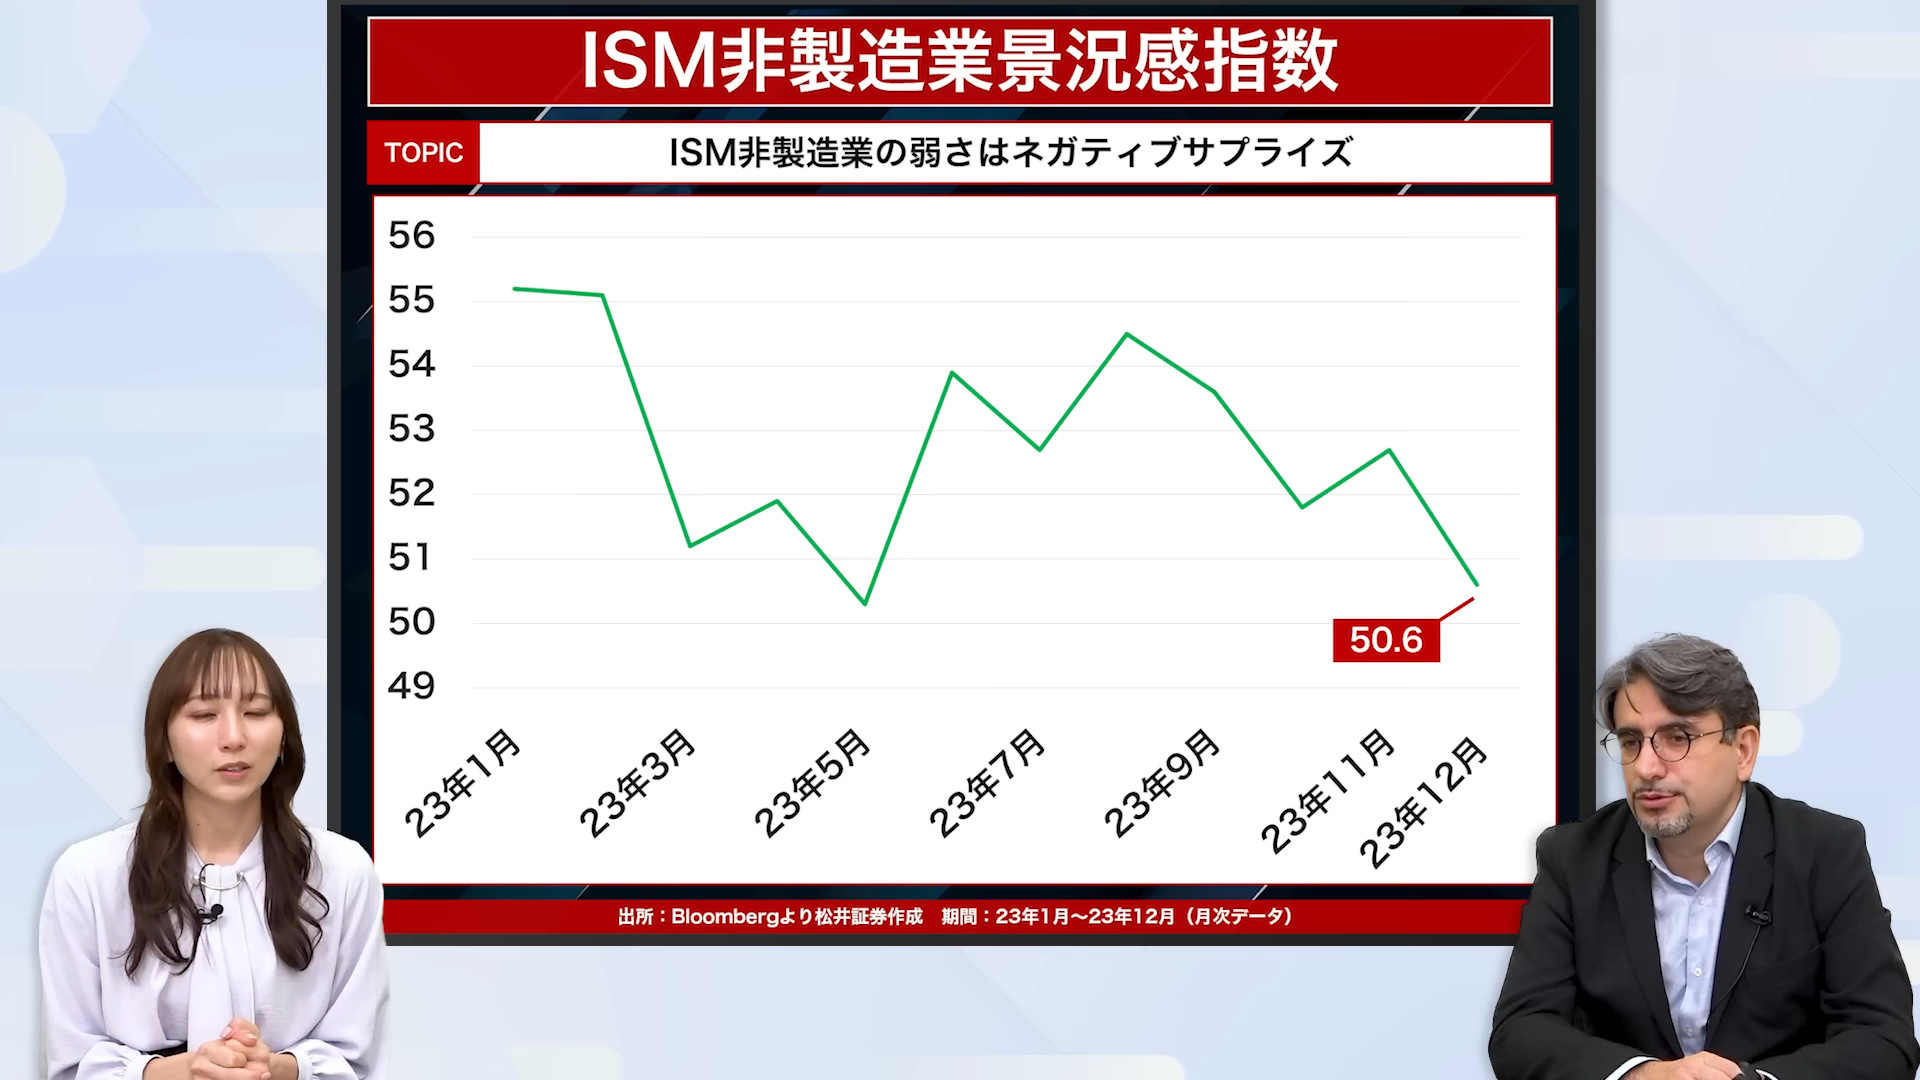 ISM非製造業景況感指数
TOPIC
ISM非製造業の弱さはネガティブサプライズ
56
55
54
53
52
51
50
49
50.6
23年1月
23年3月
23年5月
23年7月
23年9月
23年11月
23年12月
出所：Bloombergより松井証券作成　期間：23年1月～23年12月（月次データ）